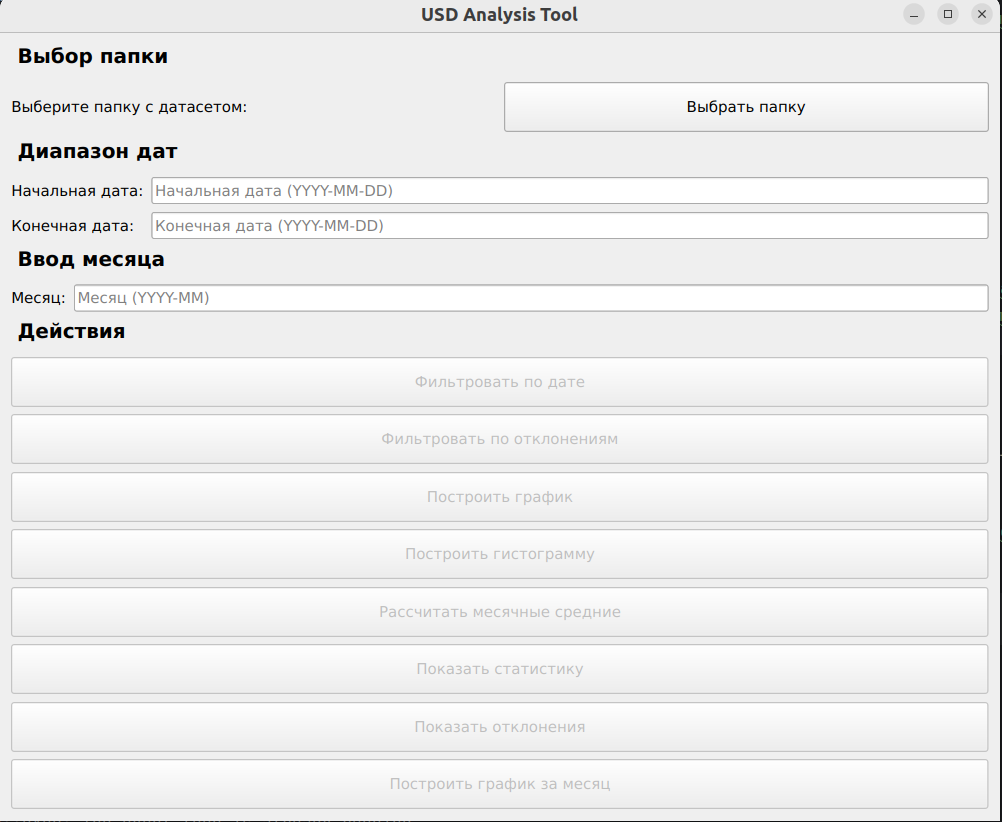 USD Analysis Tool
Выбор папки
Выберите папку с датасетом: Выбрать папку
Диапазон дат
Начальная дата: Начальная дата (YYYY-MM-DD)
Конечная дата: Конечная дата (YYYY-MM-DD)
Ввод месяца
Месяц: Месяц (YYYY-MM)
Действия
Фильтровать по дате
Фильтровать по отклонениям
Построить график
Построить гистограмму
Рассчитать месячные средние
Показать статистику
Показать отклонения
Построить график за месяц